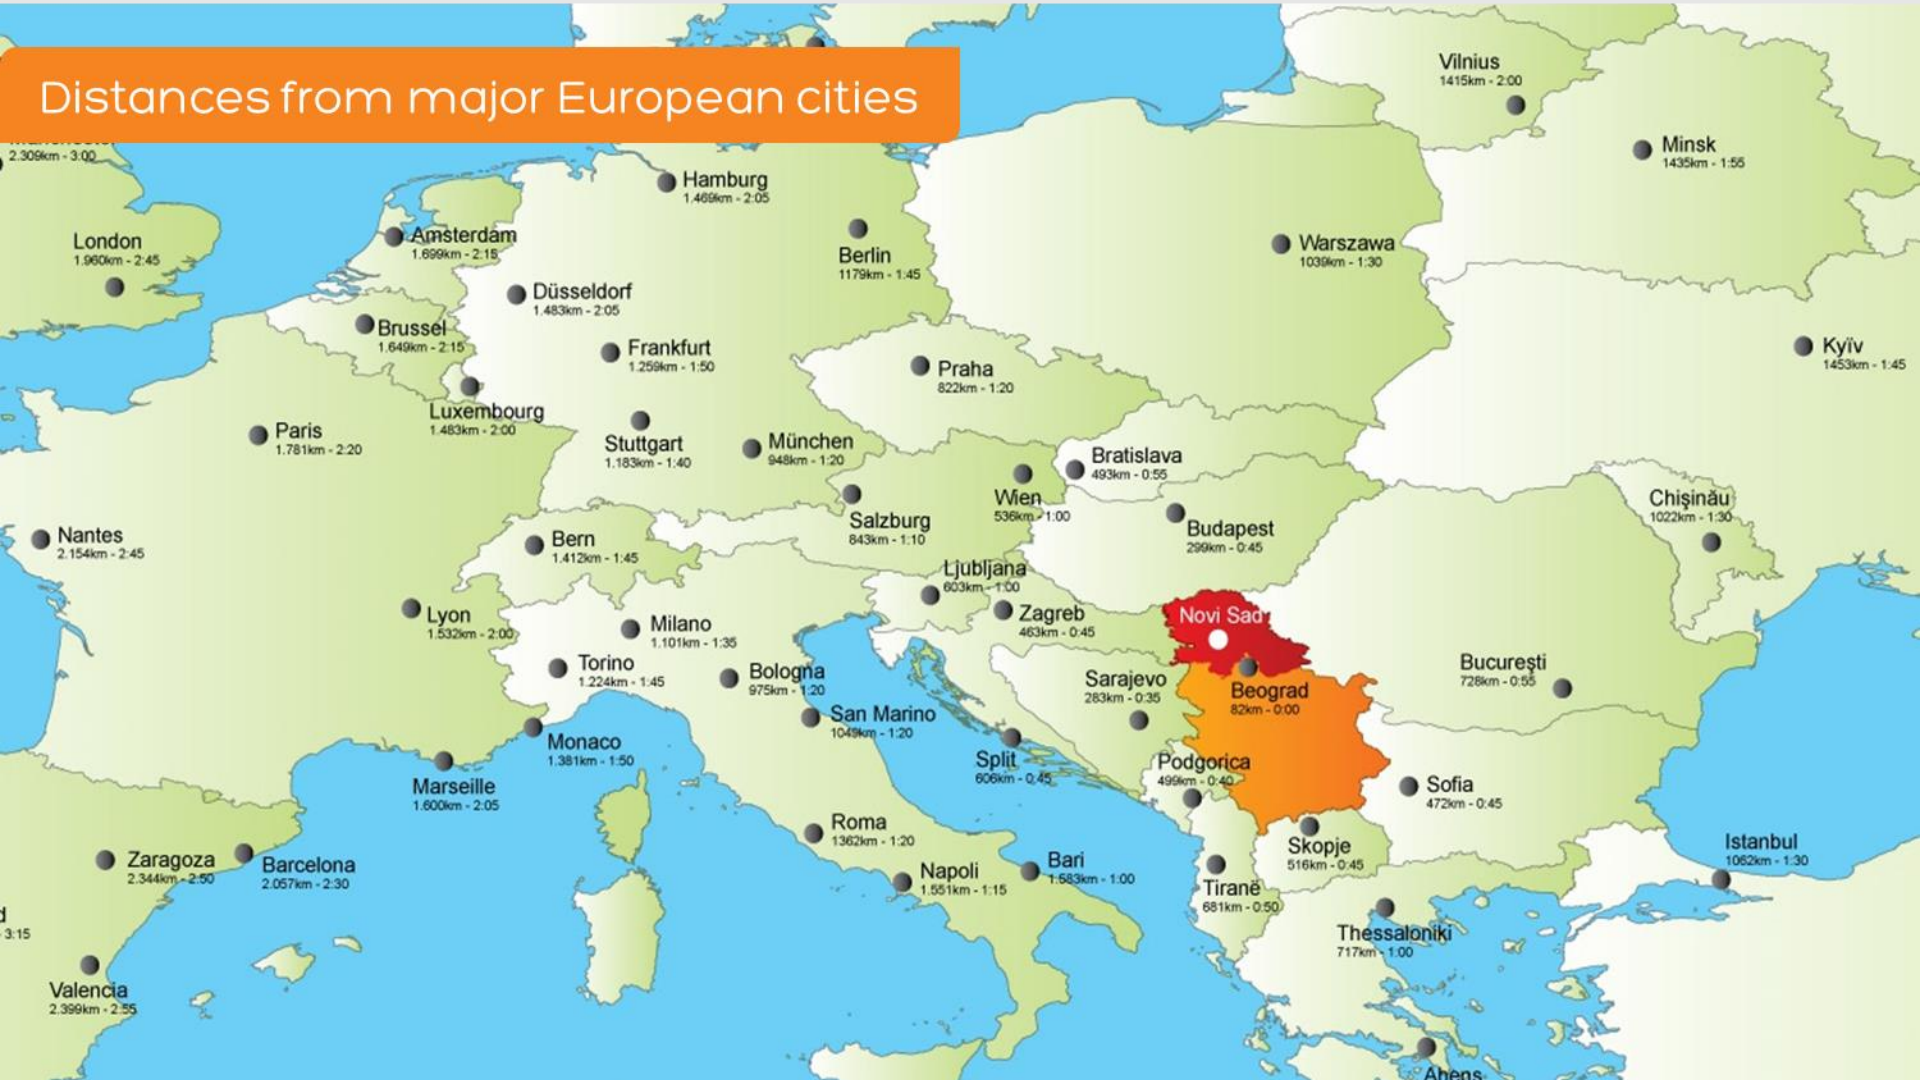 Distances from major European cities
Vilnius
1415km - 2:00
Minsk
1435km - 1:55
2.309km - 3:00
Hamburg
1.469km - 2:05
London
1.960km - 2:45
Amsterdam
1.699km - 2:15
Berlin
1179km - 1:45
Warszawa
1039km - 1:30
Düsseldorf
1.483km - 2:05
Brussel
1.649km - 2:15
Frankfurt
1.259km - 1:50
Praha
822km - 1:20
Kyïv
1453km - 1:45
Luxembourg
1.483km - 2:00
Paris
1.781km - 2:20
Stuttgart
1.183km - 1:40
München
948km - 1:20
Bratislava
493km - 0:55
Wien
536km - 1:00
Chişinău
1022km - 1:30
Nantes
2.154km - 2:45
Bern
1.412km - 1:45
Salzburg
843km - 1:10
Budapest
299km - 0:45
Ljubljana
603km - 1:00
Lyon
1.532km - 2:00
Milano
1.101km - 1:35
Zagreb
463km - 0:45
Novi Sad
Torino
1.224km - 1:45
Bologna
975km - 1:20
Sarajevo
283km - 0:35
Beograd
82km - 0:00
Bucureşti
728km - 0:55
San Marino
1049km - 1:20
Monaco
1.381km - 1:50
Split
606km - 0:45
Podgorica
499km - 0:40
Marseille
1.600km - 2:05
Sofia
472km - 0:45
Roma
1362km - 1:20
Skopje
516km - 0:45
Istanbul
1062km - 1:30
Zaragoza
2.344km - 2:50
Barcelona
2.057km - 2:30
Napoli
1.551km - 1:15
Bari
1.583km - 1:00
Tiranë
681km - 0:50
d
3:15
Thessaloniki
717km - 1:00
Valencia
2.399km - 2:55
Ahens